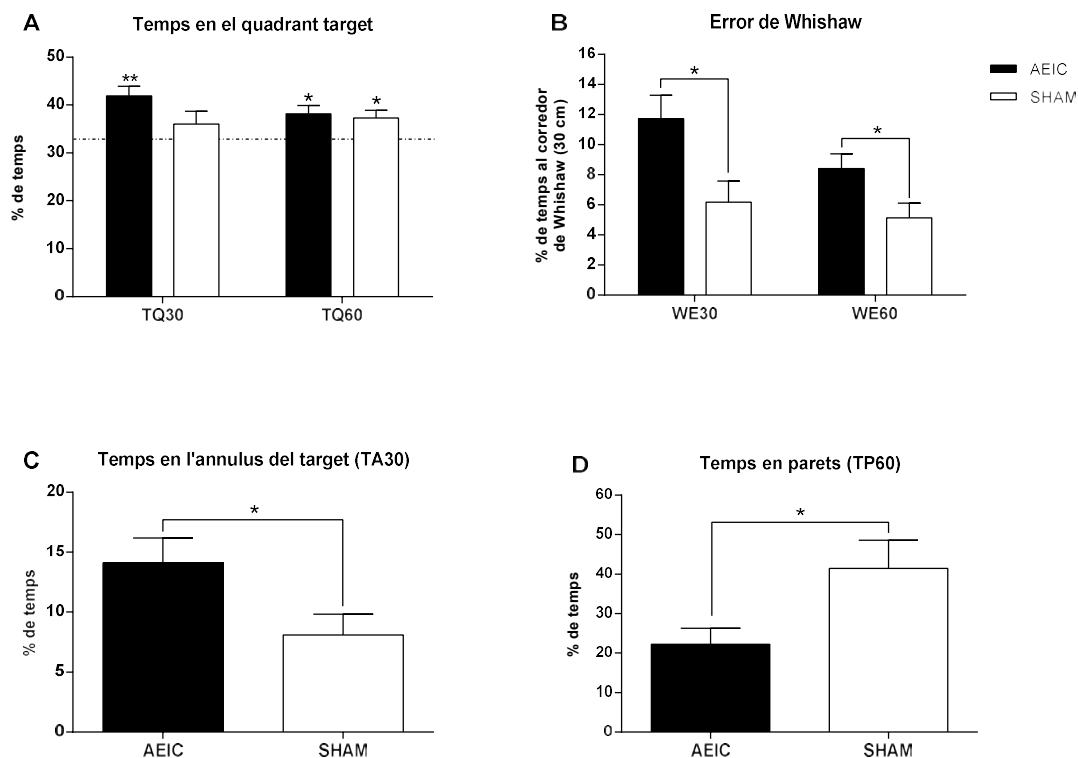 A
Temps en el quadrant target
% de temps
50
40
30
20
10
0
**
*
*
TQ30
TQ60
B
Error de Whishaw
% de temps al corredor
de Whishaw (30 cm)
16
14
12
10
8
6
4
2
0
*
*
WE30
WE60
AEIC
SHAM
C
Temps en l'annulus del target (TA30)
% de temps
20
15
10
5
0
*
AEIC
SHAM
D
Temps en parets (TP60)
% de temps
60
50
40
30
20
10
0
*
AEIC
SHAM